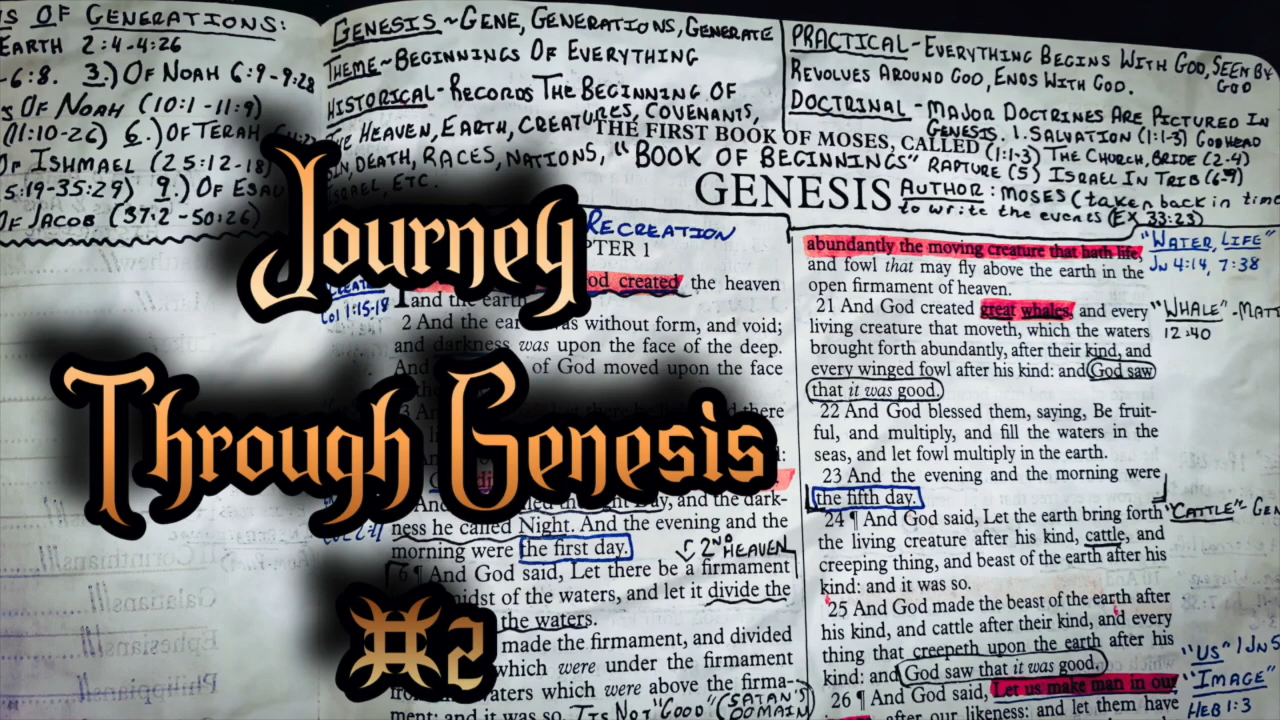 S OF GENERATIONS:
EARTH 2:4-4:26
-6:8. 3.) OF NOAH 6:9-9:28
S OF NOAH (10:1-11:9)
(11:10-26) 6.) OF TERAH
OF ISHMAEL (25:12-18)
5:19-35:29) 9.) OF ESAU
OF JACOB (37:2-50:26)
GENESIS~GENE, GENERATIONS, GENERATE
THEME~BEGINNINGS OF EVERYTHING
HISTORICAL-RECORDS THE BEGINNING OF
THE HEAVEN, EARTH, CREATURES, COVENANTS,
SIN, DEATH, RACES, NATIONS, "BOOK OF BEGINNINGS"
ISRAEL, ETC.
PRACTICAL-EVERYTHING BEGINS WITH GOD, SEEN BY GOD
REVOLVES AROUND GOD, ENDS WITH GOD.
DOCTRINAL - MAJOR DOCTRINES ARE PICTURED IN
GENESIS. 1. SALVATION (1:1-3) GODHEAD
(1:1-3) THE CHURCH, BRIDE (2-4)
RAPTURE (5) ISRAEL IN TRIB (6-9)
AUTHOR: MOSES (taken back in time
to write the events (EX 33:23)
THE FIRST BOOK OF MOSES, CALLED
GENESIS
Journey
Through Genesis
#2
RECREATION
PTER 1
od created the heaven
and the earth
Col 1:15-18
2 And the ear as without form, and void;
and darkness was upon the face of the deep.
And of God moved upon the face
there
Day, and the dark-
ness he called Night. And the evening and the
morning were the first day.
2ND HEAVEN
6 ¶ And God said, Let there be a firmament
midst of the waters, and let it divide the
the waters.
made the firmament, and divided
which were under the firmament
aters which were above the firma-
ment: and it was so. ITS NOT "GOOD" (SATAN'S DOMAIN)
abundantly the moving creature that hath life,
and fowl that may fly above the earth in the
open firmament of heaven.
"WATER, LIFE"
JN 4:14, 7:38
21 And God created great whales, and every
living creature that moveth, which the waters
brought forth abundantly, after their kind, and
every winged fowl after his kind: and God saw
that it was good.
"WHALE"-MATT
12:40
22 And God blessed them, saying, Be fruit-
ful, and multiply, and fill the waters in the
seas, and let fowl multiply in the earth.
23 And the evening and the morning were
the fifth day.
24 ¶ And God said, Let the earth bring forth
the living creature after his kind, cattle, and
creeping thing, and beast of the earth after his
kind: and it was so.
"CATTLE"-GEN
25 And God made the beast of the earth after
his kind, and cattle after their kind, and every
thing that creepeth upon the earth after his
kind: and God saw that it was good.
26 ¶ And God said, Let us make man in our
after our likeness: and let them have
"US" 1 JN 5
"IMAGE"
HEB 1:3
Galatians
Ephesians
Philippians